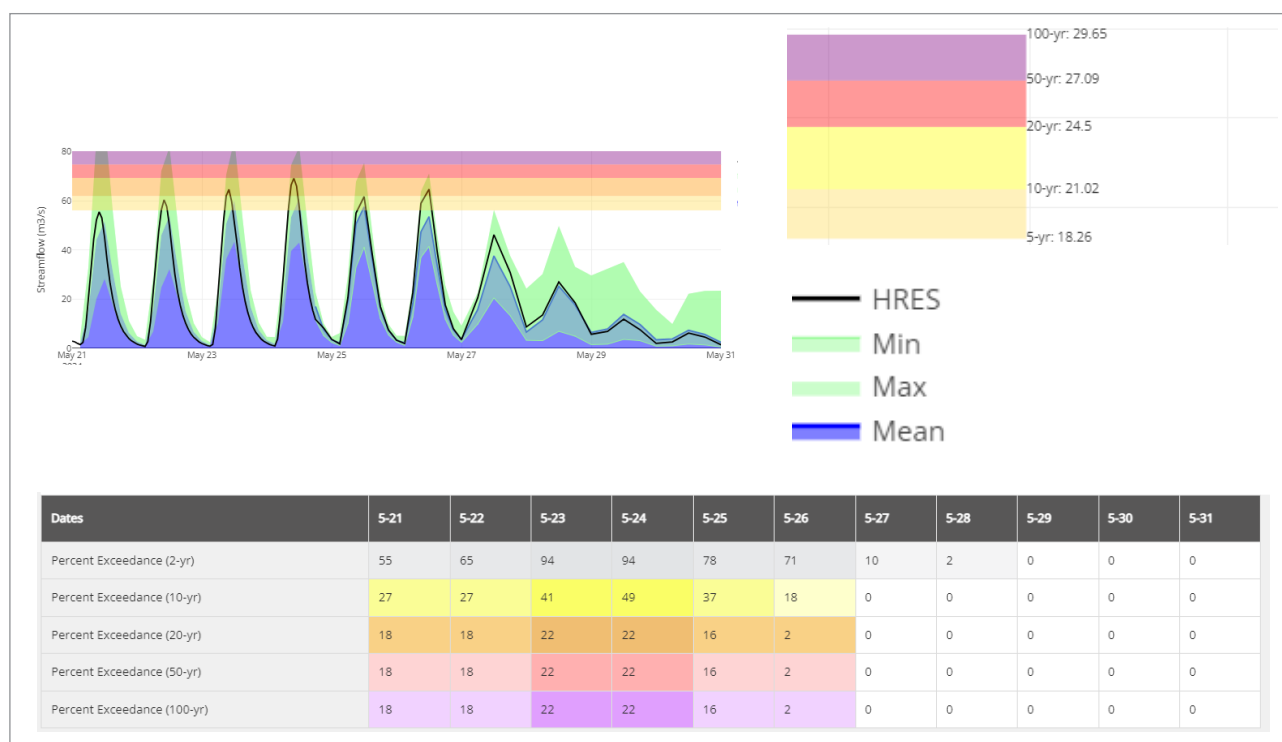 100-yr: 29.65
50-yr: 27.09
20-yr: 24.5
10-yr: 21.02
5-yr: 18.26
80
60
40
20
0
Streamflow (m3/s)
May 21 May 23 May 25 May 27 May 29 May 31
HRES
Min
Max
Mean
Dates 5-21 5-22 5-23 5-24 5-25 5-26 5-27 5-28 5-29 5-30 5-31
Percent Exceedance (2-yr) 55 65 94 94 78 71 10 2 0 0 0
Percent Exceedance (10-yr) 27 27 41 49 37 18 0 0 0 0 0
Percent Exceedance (20-yr) 18 18 22 22 16 2 0 0 0 0 0
Percent Exceedance (50-yr) 18 18 22 22 16 2 0 0 0 0 0
Percent Exceedance (100-yr) 18 18 22 22 16 2 0 0 0 0 0